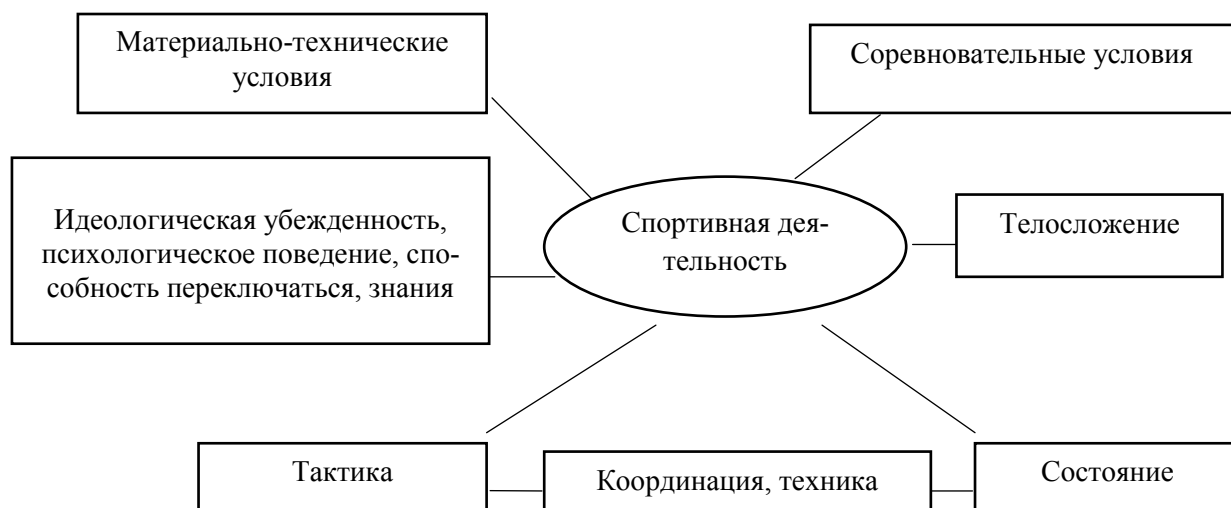 Материально-технические
условия
Соревновательные условия
Идеологическая убежденность,
психологическое поведение, спо-
собность переключаться, знания
Спортивная дея-
тельность
Телосложение
Тактика
Координация, техника
Состояние